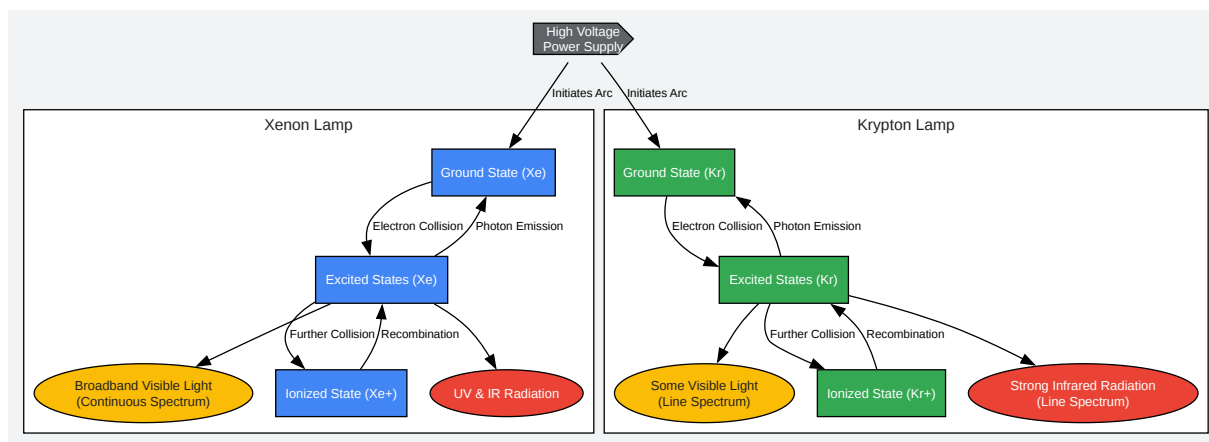 High Voltage
Power Supply
Initiates Arc
Initiates Arc
Xenon Lamp
Ground State (Xe)
Electron Collision
Photon Emission
Excited States (Xe)
Further Collision
Recombination
Broadband Visible Light
(Continuous Spectrum)
Ionized State (Xe+)
UV & IR Radiation
Krypton Lamp
Ground State (Kr)
Electron Collision
Photon Emission
Excited States (Kr)
Further Collision
Recombination
Some Visible Light
(Line Spectrum)
Ionized State (Kr+)
Strong Infrared Radiation
(Line Spectrum)